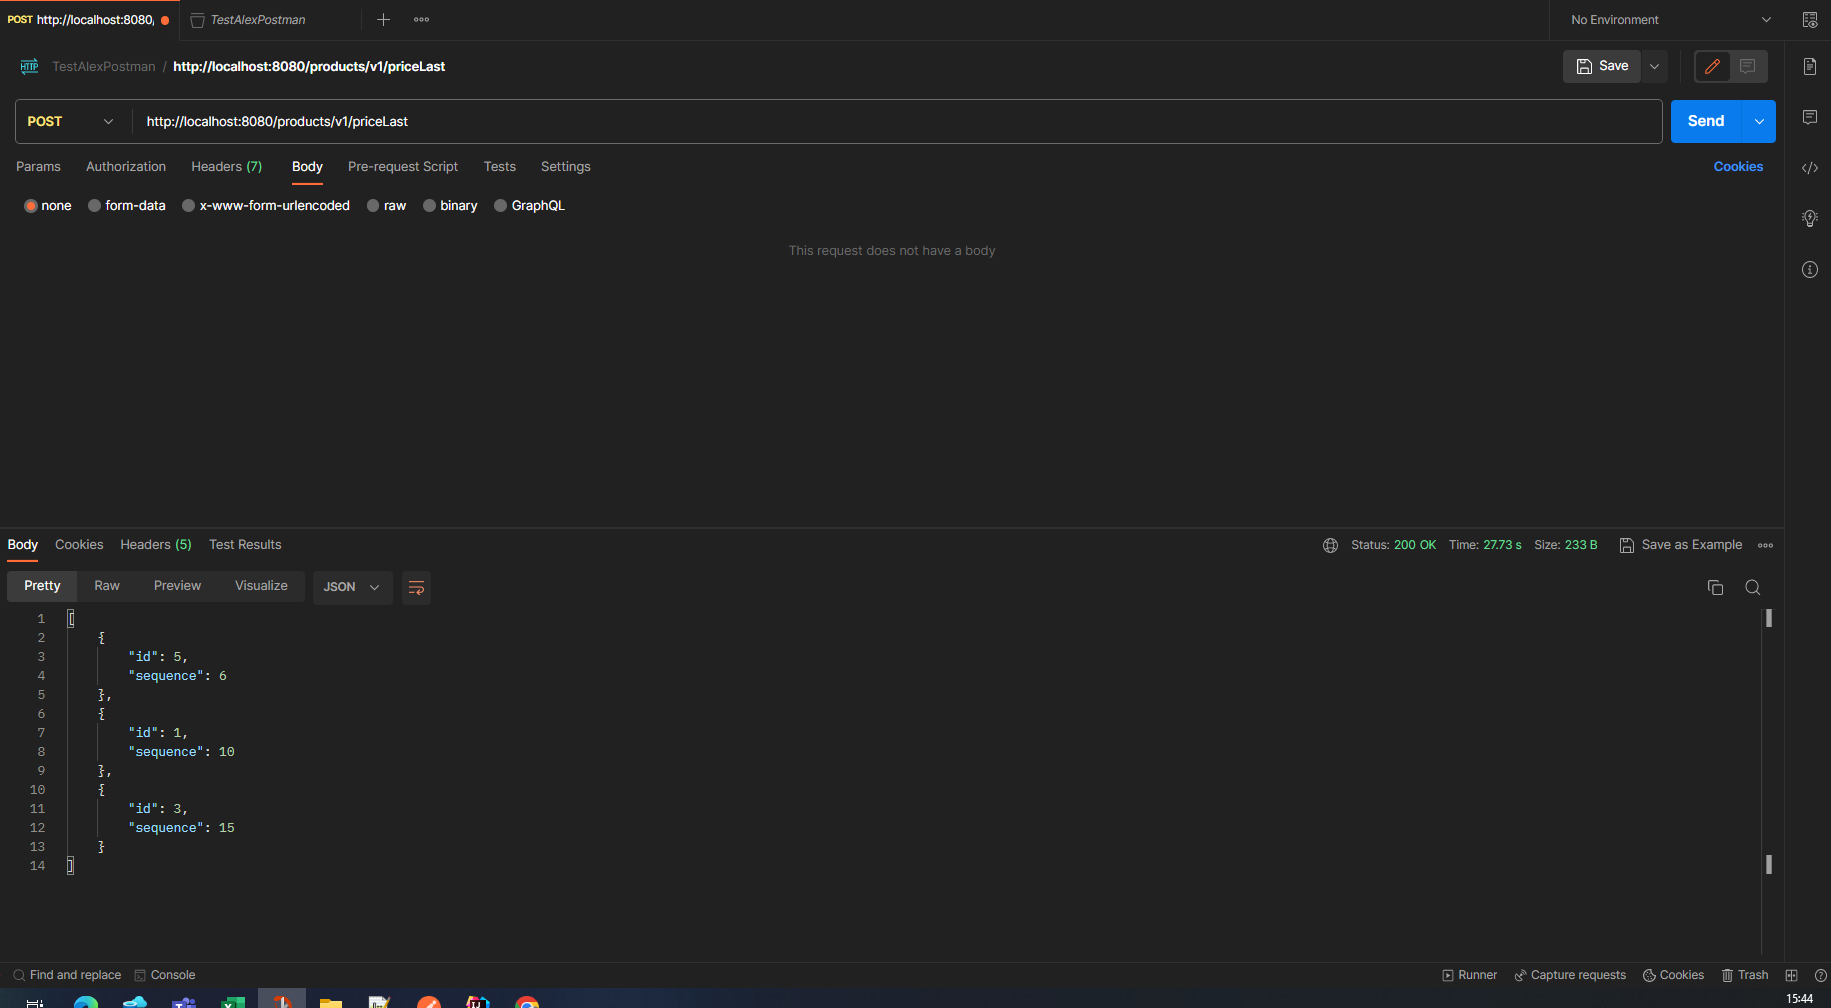 POST http://localhost:8080,
TestAlexPostman
No Environment
HTTP TestAlexPostman / http://localhost:8080/products/v1/priceLast
Save
POST http://localhost:8080/products/v1/priceLast
Send
Params Authorization Headers (7) Body Pre-request Script Tests Settings
Cookies
none form-data x-www-form-urlencoded raw binary GraphQL
This request does not have a body
Body Cookies Headers (5) Test Results
Status: 200 OK Time: 27.73 s Size: 233 B Save as Example
Pretty Raw Preview Visualize JSON
1 [
2 {
3 "id": 5,
4 "sequence": 6
5 },
6 {
7 "id": 1,
8 "sequence": 10
9 },
10 {
11 "id": 3,
12 "sequence": 15
13 }
14 ]
Find and replace Console
Runner Capture requests Cookies Trash
15:44